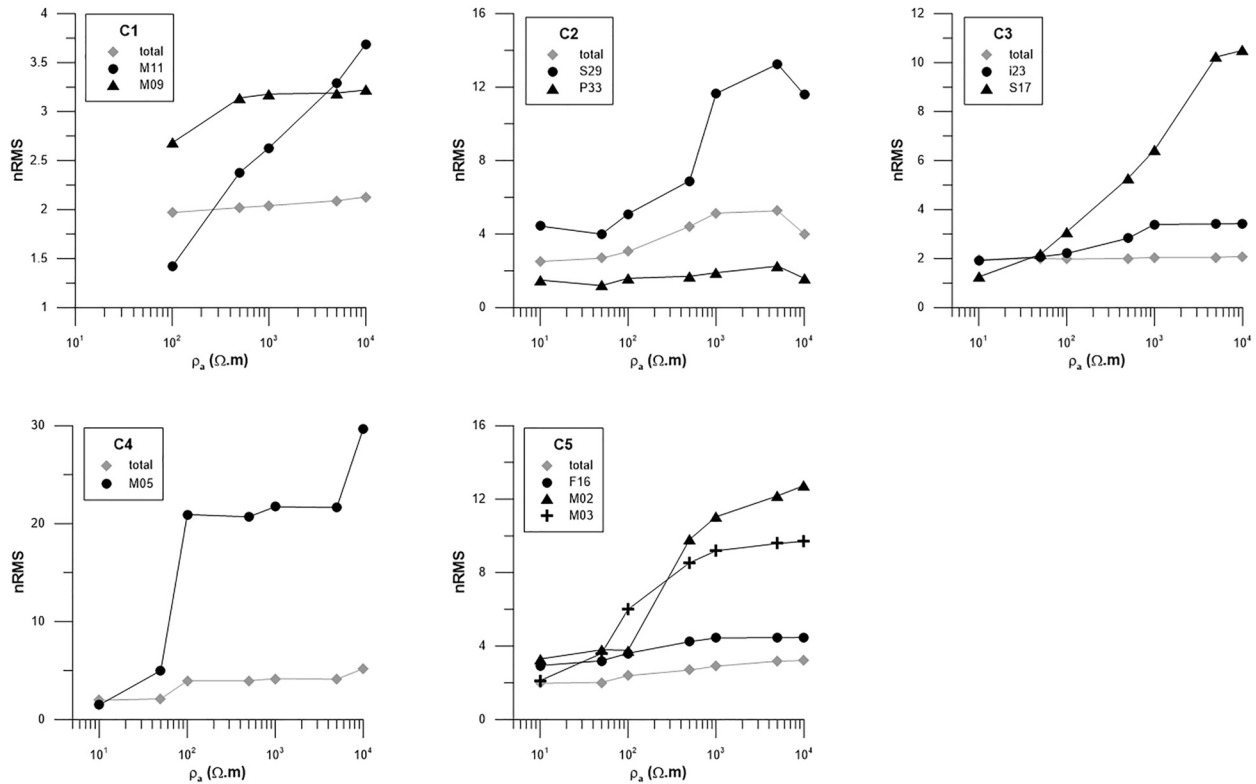 C1
total
M11
M09
nRMS
4
3.5
3
2.5
2
1.5
1
10¹ 10² 10³ 10⁴
ρa (Ω.m)
C2
total
S29
P33
nRMS
16
12
8
4
0
10¹ 10² 10³ 10⁴
ρa (Ω.m)
C3
total
i23
S17
nRMS
12
10
8
6
4
2
0
10¹ 10² 10³ 10⁴
ρa (Ω.m)
C4
total
M05
nRMS
30
20
10
0
10¹ 10² 10³ 10⁴
ρa (Ω.m)
C5
total
F16
M02
M03
nRMS
16
12
8
4
0
10¹ 10² 10³ 10⁴
ρa (Ω.m)